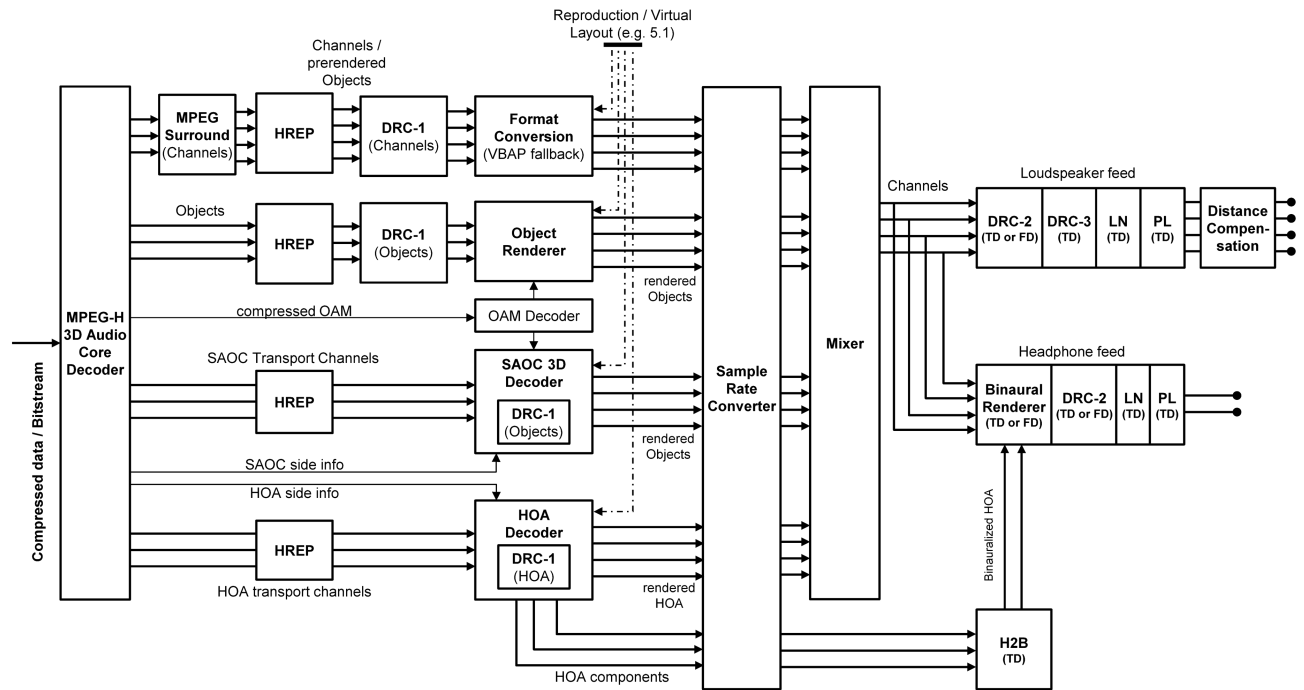 Reproduction / Virtual
Layout (e.g. 5.1)
Channels /
prerendered
Objects
MPEG
Surround
(Channels)
HREP
DRC-1
(Channels)
Format
Conversion
(VBAP fallback)
Objects
HREP
DRC-1
(Objects)
Object
Renderer
rendered
Objects
compressed OAM
OAM Decoder
MPEG-H
3D Audio
Core
Decoder
Compressed data / Bitstream
SAOC Transport Channels
HREP
SAOC 3D
Decoder
DRC-1
(Objects)
rendered
Objects
SAOC side info
HOA side info
HREP
HOA transport channels
HOA
Decoder
DRC-1
(HOA)
rendered
HOA
HOA components
Sample
Rate
Converter
Mixer
Channels
Loudspeaker feed
DRC-2
(TD or FD)
DRC-3
(TD)
LN
(TD)
PL
(TD)
Distance
Compen-
sation
Headphone feed
Binaural
Renderer
(TD or FD)
DRC-2
(TD or FD)
LN
(TD)
PL
(TD)
Binauralized HOA
H2B
(TD)